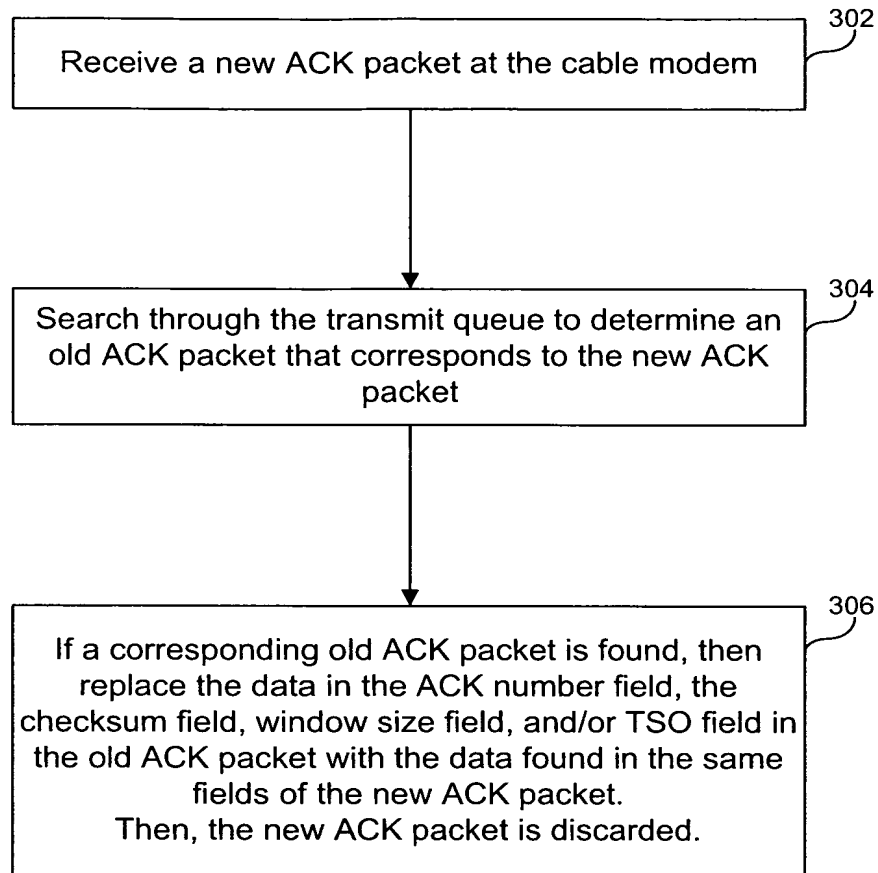 302
Receive a new ACK packet at the cable modem
304
Search through the transmit queue to determine an
old ACK packet that corresponds to the new ACK
packet
306
If a corresponding old ACK packet is found, then
replace the data in the ACK number field, the
checksum field, window size field, and/or TSO field in
the old ACK packet with the data found in the same
fields of the new ACK packet.
Then, the new ACK packet is discarded.